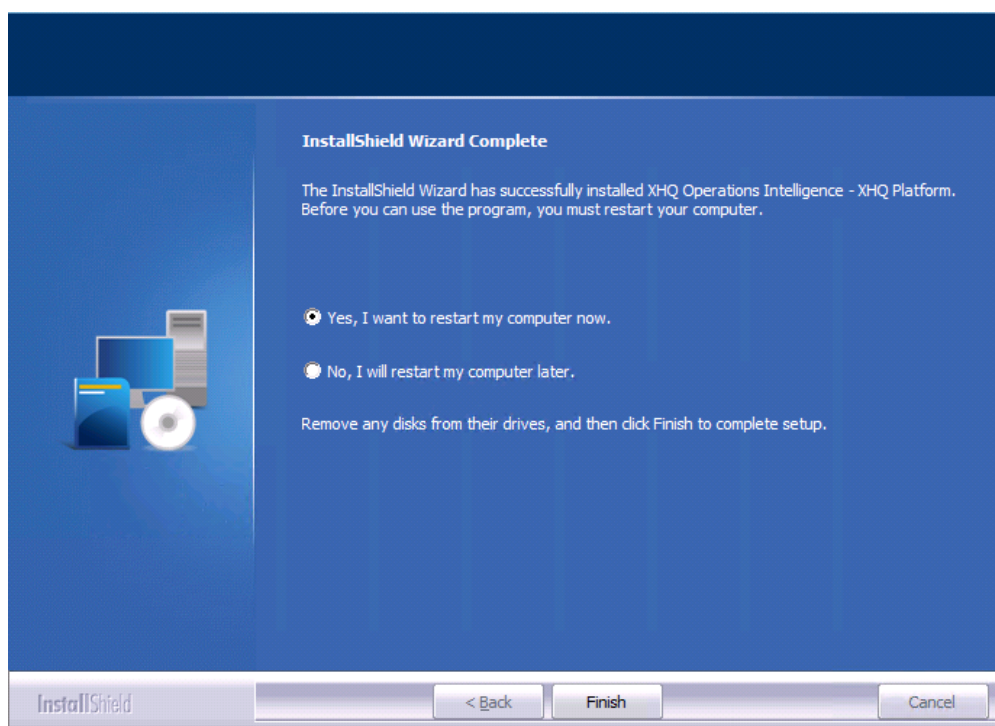 InstallShield Wizard Complete
The InstallShield Wizard has successfully installed XHQ Operations Intelligence - XHQ Platform.
Before you can use the program, you must restart your computer.
Yes, I want to restart my computer now.
No, I will restart my computer later.
Remove any disks from their drives, and then click Finish to complete setup.
InstallShield
< Back
Finish
Cancel